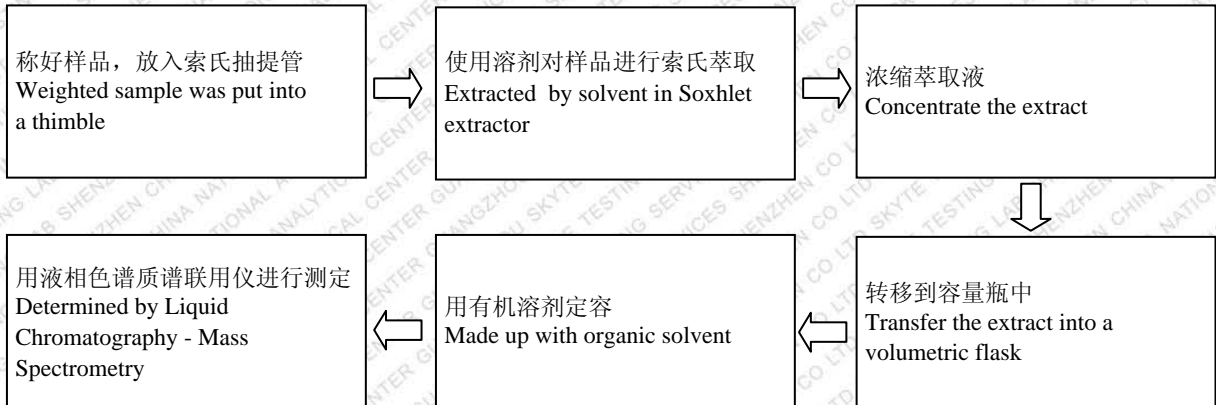 称好样品，放入索氏抽提管
Weighted sample was put into
a thimble
使用溶剂对样品进行索氏萃取
Extracted by solvent in Soxhlet
extractor
浓缩萃取液
Concentrate the extract
转移到容量瓶中
Transfer the extract into a
volumetric flask
用有机溶剂定容
Made up with organic solvent
用液相色谱质谱联用仪进行测定
Determined by Liquid
Chromatography - Mass
Spectrometry